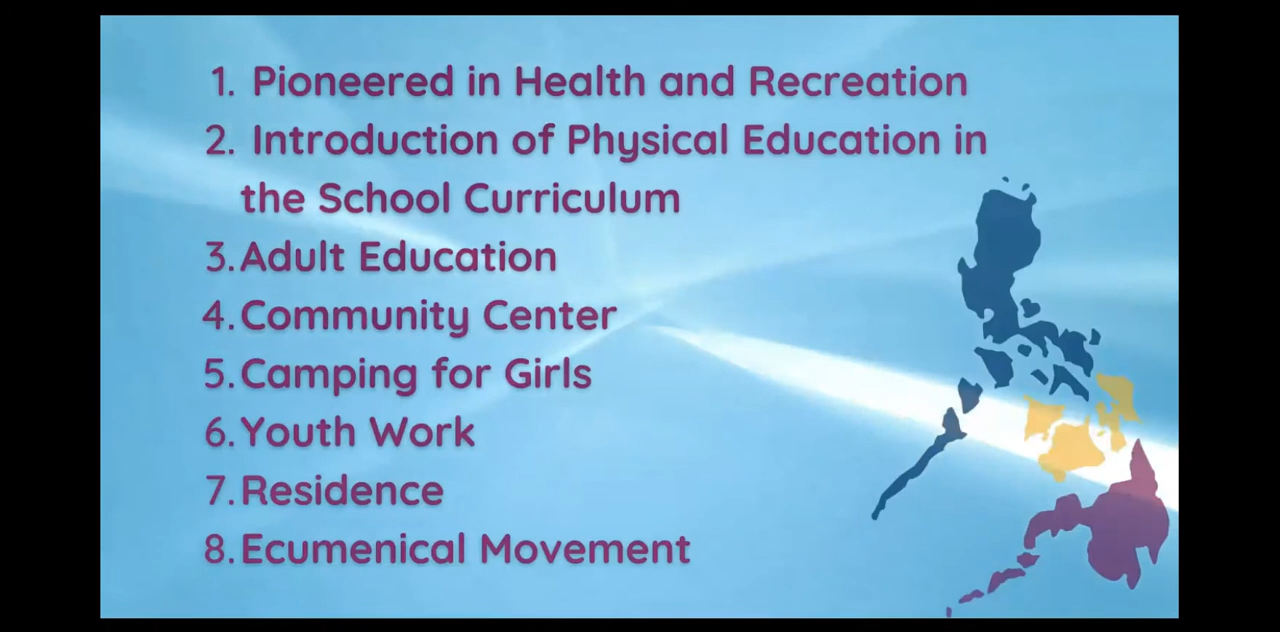 1. Pioneered in Health and Recreation
2. Introduction of Physical Education in
the School Curriculum
3. Adult Education
4. Community Center
5. Camping for Girls
6. Youth Work
7. Residence
8. Ecumenical Movement